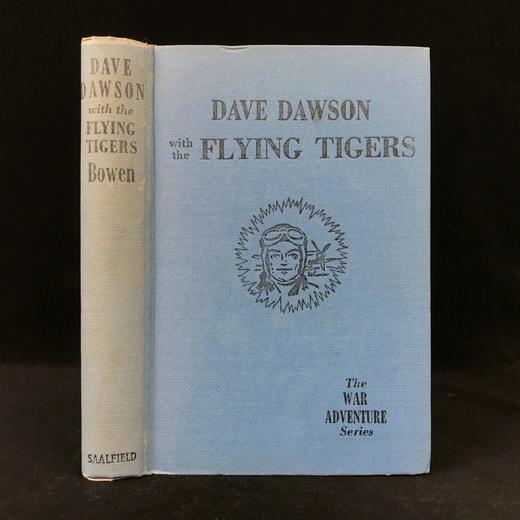 DAVE
DAWSON
with the
FLYING
TIGERS
Bowen
SAALFIELD
DAVE DAWSON
with the FLYING TIGERS
The
WAR
ADVENTURE
Series